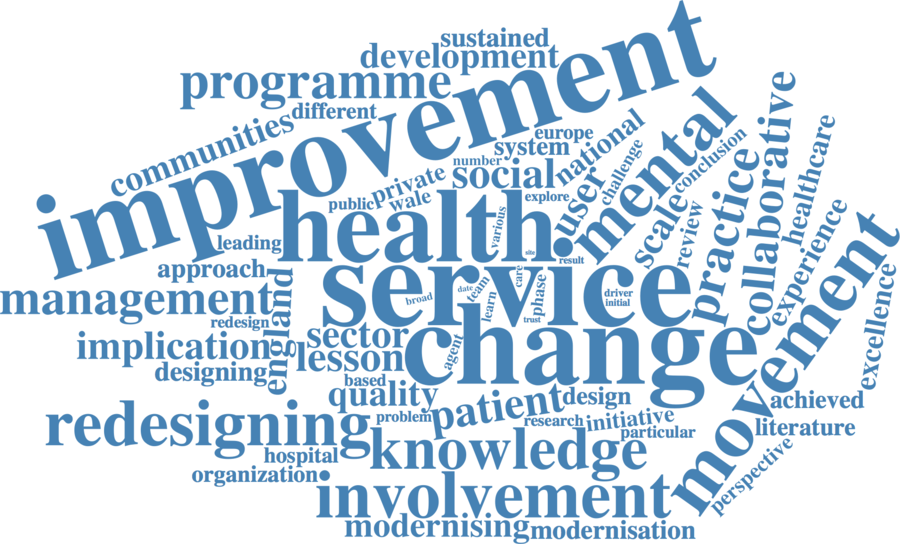 sustained
development
programme
improvement
different
communities
europe
system
national
mental
number
social
private
public
wale
explore
user
challenge
conclusion
collaborative
healthcare
practice
scale
review
experience
health
various
site
result
leading
approach
service
care
team
date
broad
learn
phase
trust
driver
initial
management
england
redesign
movement
excellence
sector
change
implication
lesson
agent
designing
based
quality
patient
design
achieved
redesigning
problem
research
initiative
particular
literature
hospital
knowledge
perspective
organization
involvement
modernising
modernisation